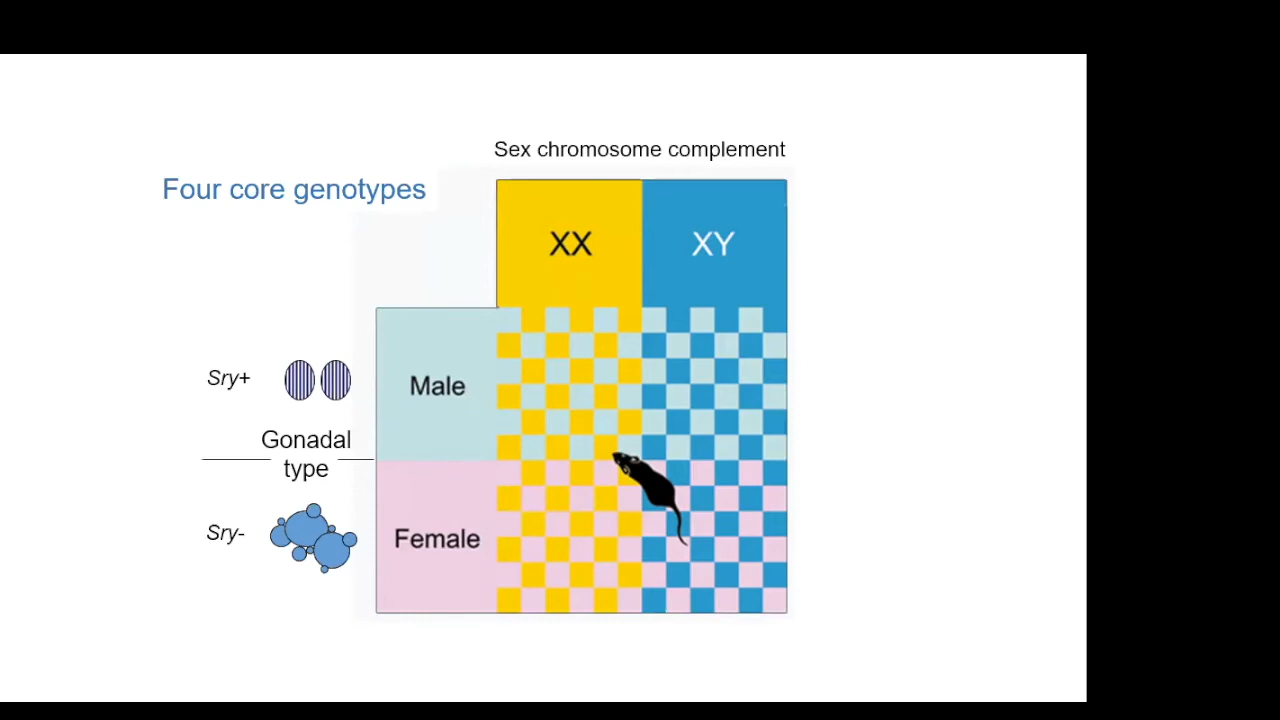 Sex chromosome complement
Four core genotypes
XX
XY
Sry+
Male
Gonadal
type
Sry-
Female